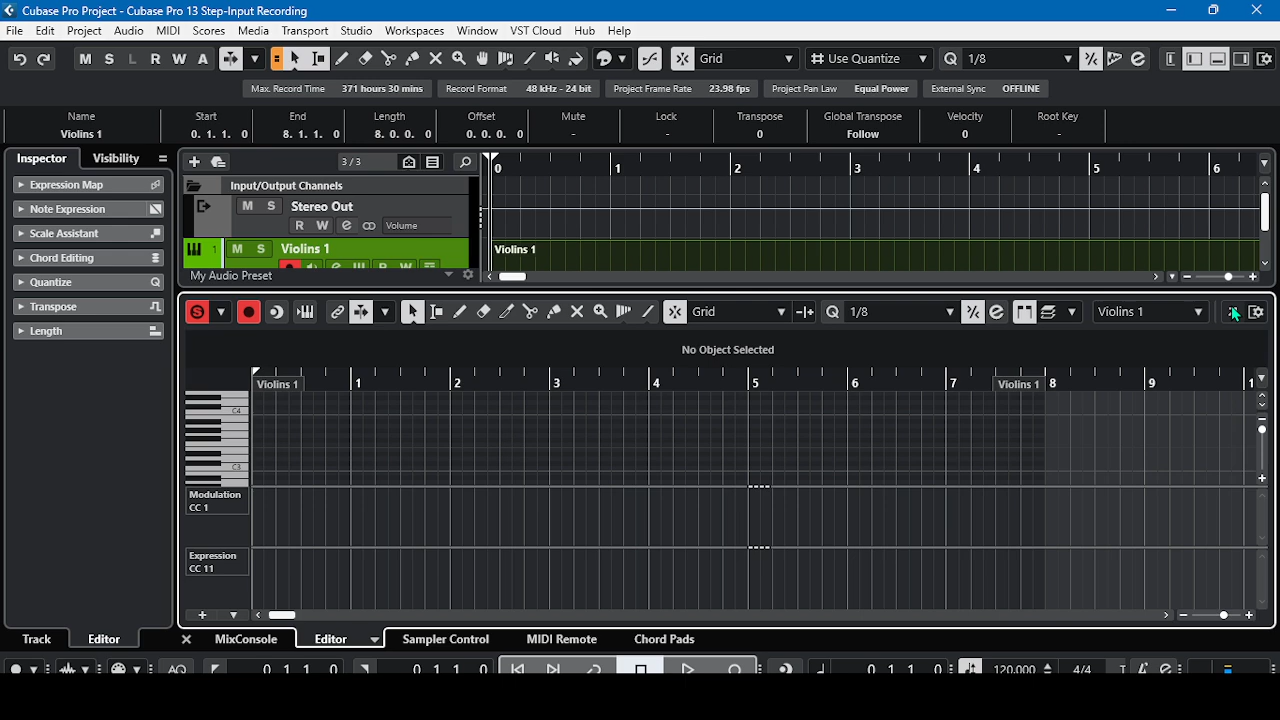 Cubase Pro Project - Cubase Pro 13 Step-Input Recording
File Edit Project Audio MIDI Scores Media Transport Studio Workspaces Window VST Cloud Hub Help
M S L R W A Grid Use Quantize 1/8
Max. Record Time 371 hours 30 mins Record Format 48 kHz - 24 bit Project Frame Rate 23.98 fps Project Pan Law Equal Power External Sync OFFLINE
Name Start End Length Offset Mute Lock Transpose Global Transpose Velocity Root Key
Violins 1 0. 1. 1. 0 8. 1. 1. 0 8. 0. 0. 0 0. 0. 0. 0 - - 0 Follow 0 -
Inspector Visibility 3 / 3
0 1 2 3 4 5 6
Expression Map Input/Output Channels
Note Expression M S Stereo Out
R W e Volume
Scale Assistant
1 M S Violins 1 Violins 1
Chord Editing
My Audio Preset
Quantize
Transpose
Length
Grid 1/8 Violins 1
No Object Selected
Violins 1 1 2 3 4 5 6 7 Violins 1 8 9 1
C4
C3
Modulation
CC 1
Expression
CC 11
Track Editor MixConsole Editor Sampler Control MIDI Remote Chord Pads
AQ 0 1 1 0 0 1 1 0 0 1 1 0 120.000 4/4